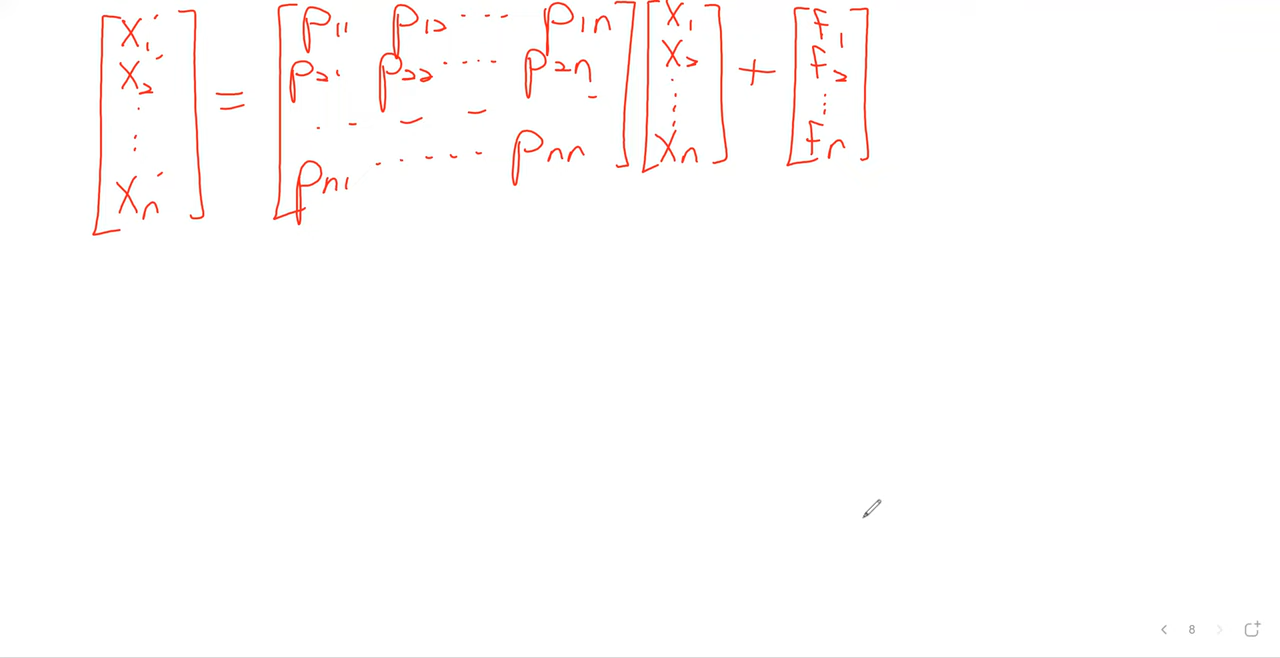 [x₁′ x₂′ ⋮ xₙ′] = [p₁₁ p₁₂ ⋯ p₁ₙ; p₂₁ p₂₂ ⋯ p₂ₙ; ⋯; pₙ₁ ⋯ pₙₙ] [x₁ x₂ ⋮ xₙ] + [f₁ f₂ ⋮ fₙ]
8